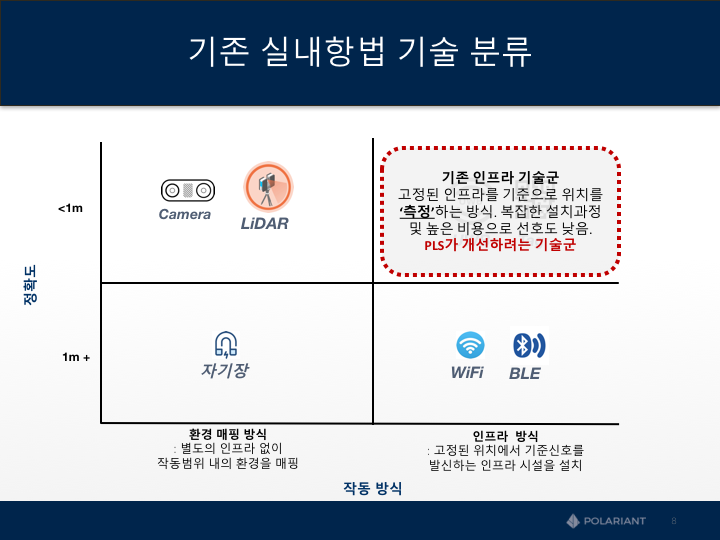 기존 실내항법 기술 분류
정확도
<1m
Camera
LiDAR
기존 인프라 기술군
고정된 인프라를 기준으로 위치를
‘측정’하는 방식. 복잡한 설치과정
및 높은 비용으로 선호도 낮음.
PLS가 개선하려는 기술군
1m +
자기장
WiFi
BLE
환경 매핑 방식
: 별도의 인프라 없이
작동범위 내의 환경을 매핑
인프라 방식
: 고정된 위치에서 기준신호를
발신하는 인프라 시설을 설치
작동 방식
POLARIANT
8